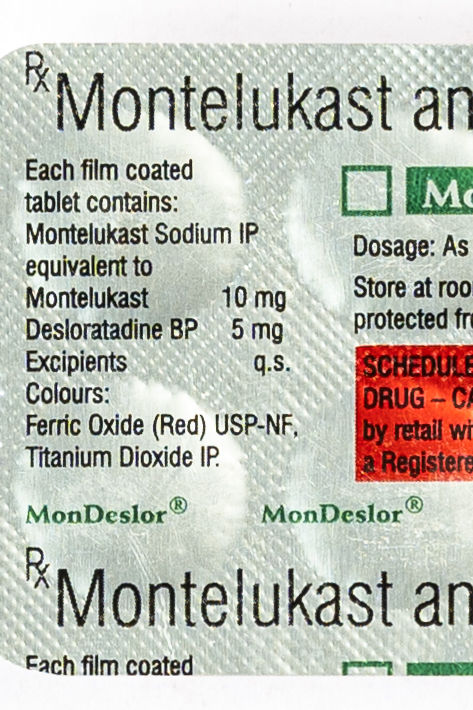 Rx Montelukast an
Each film coated
tablet contains:
Montelukast Sodium IP
equivalent to
Montelukast 10 mg
Desloratadine BP 5 mg
Excipients q.s.
Colours:
Ferric Oxide (Red) USP-NF,
Titanium Dioxide IP.
Mo
Dosage: As
Store at roo
protected fr
SCHEDULE
DRUG – CA
by retail wi
a Registere
MonDeslor® MonDeslor®
Rx Montelukast an
Each film coated